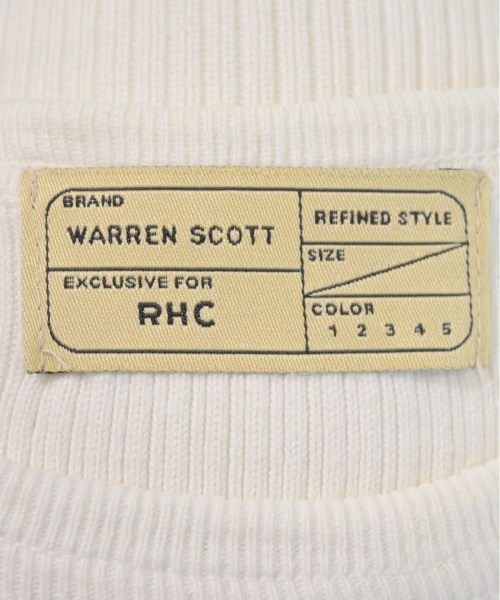 BRAND
WARREN SCOTT
EXCLUSIVE FOR
RHC
REFINED STYLE
SIZE
COLOR
1 2 3 4 5